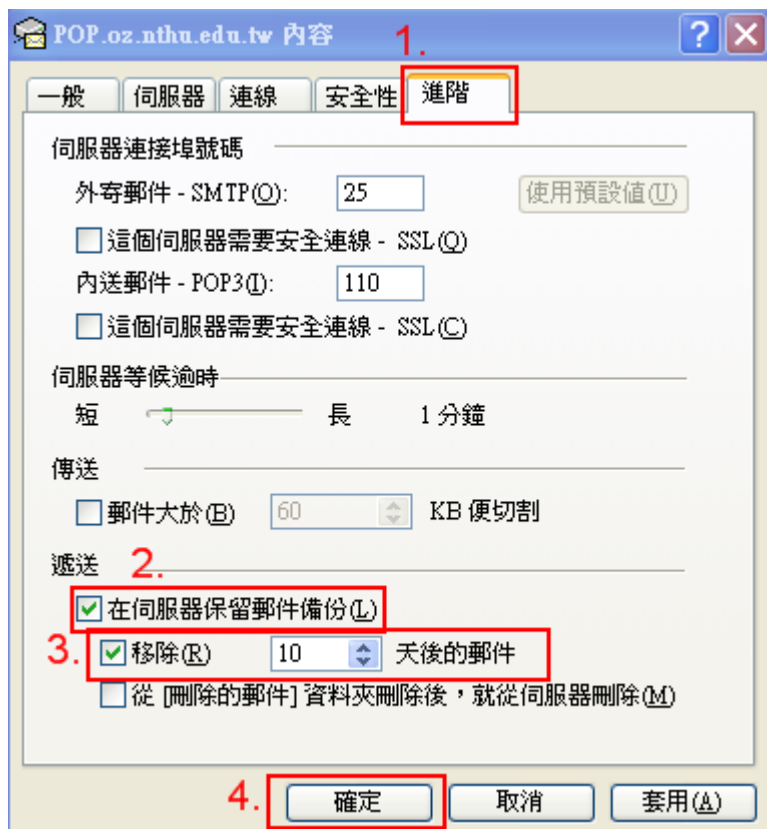 POP.oz.nthu.edu.tw 內容
1.
一般 伺服器 連線 安全性 進階
伺服器連接埠號碼
外寄郵件 - SMTP(O): 25 使用預設值(U)
這個伺服器需要安全連線 - SSL(Q)
內送郵件 - POP3(I): 110
這個伺服器需要安全連線 - SSL(C)
伺服器等候逾時
短 長 1 分鐘
傳送
郵件大於(B) 60 KB 便切割
遞送 2.
在伺服器保留郵件備份(L)
3. 移除(R) 10 天後的郵件
從 [刪除的郵件] 資料夾刪除後，就從伺服器刪除(M)
4. 確定 取消 套用(A)